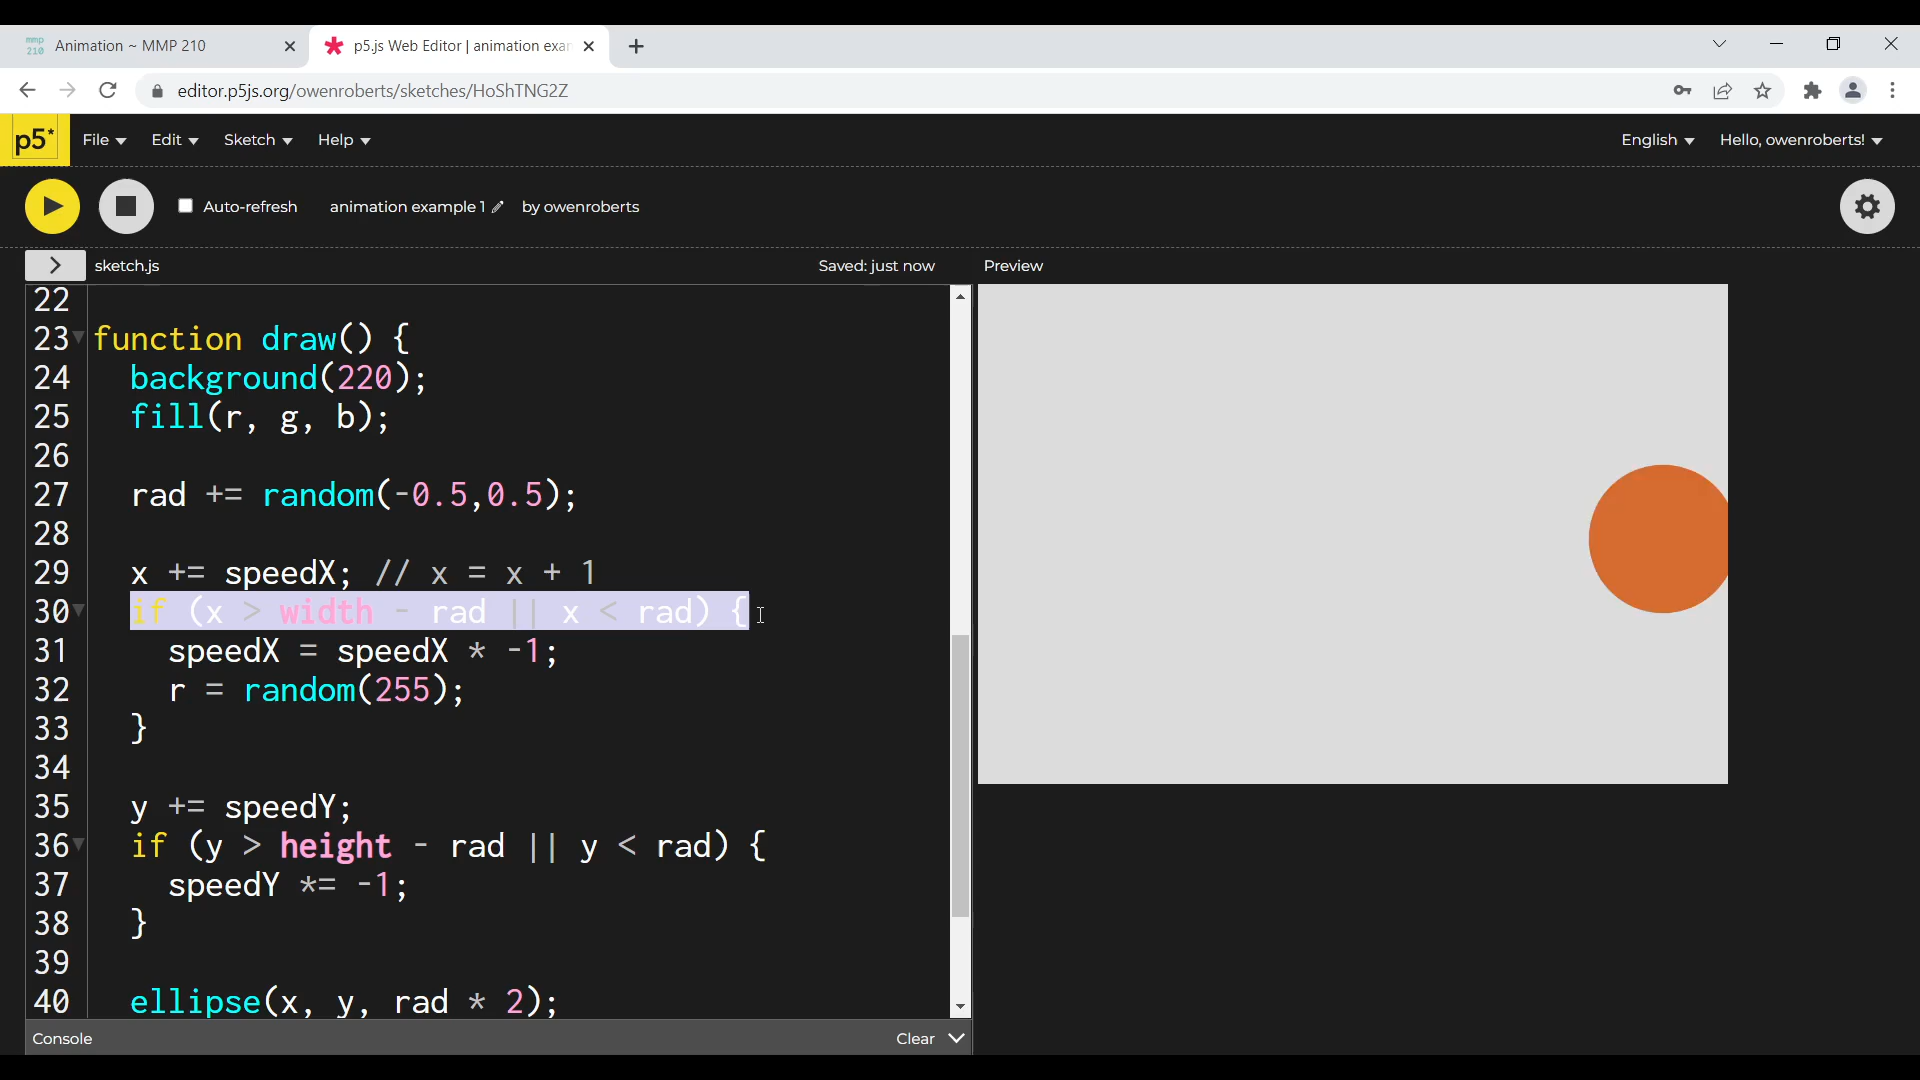 mmp
210
Animation ~ MMP 210
p5.js Web Editor | animation exar
editor.p5js.org/owenroberts/sketches/HoShTNG2Z
p5*
File
Edit
Sketch
Help
English
Hello, owenroberts!
Auto-refresh
animation example 1
by owenroberts
sketch.js
Saved: just now
Preview
22
23 function draw() {
24 background(220);
25 fill(r, g, b);
26
27 rad += random(-0.5,0.5);
28
29 x += speedX; // x = x + 1
30 if (x > width - rad || x < rad) {
31 speedX = speedX * -1;
32 r = random(255);
33 }
34
35 y += speedY;
36 if (y > height - rad || y < rad) {
37 speedY *= -1;
38 }
39
40 ellipse(x, y, rad * 2);
Console
Clear